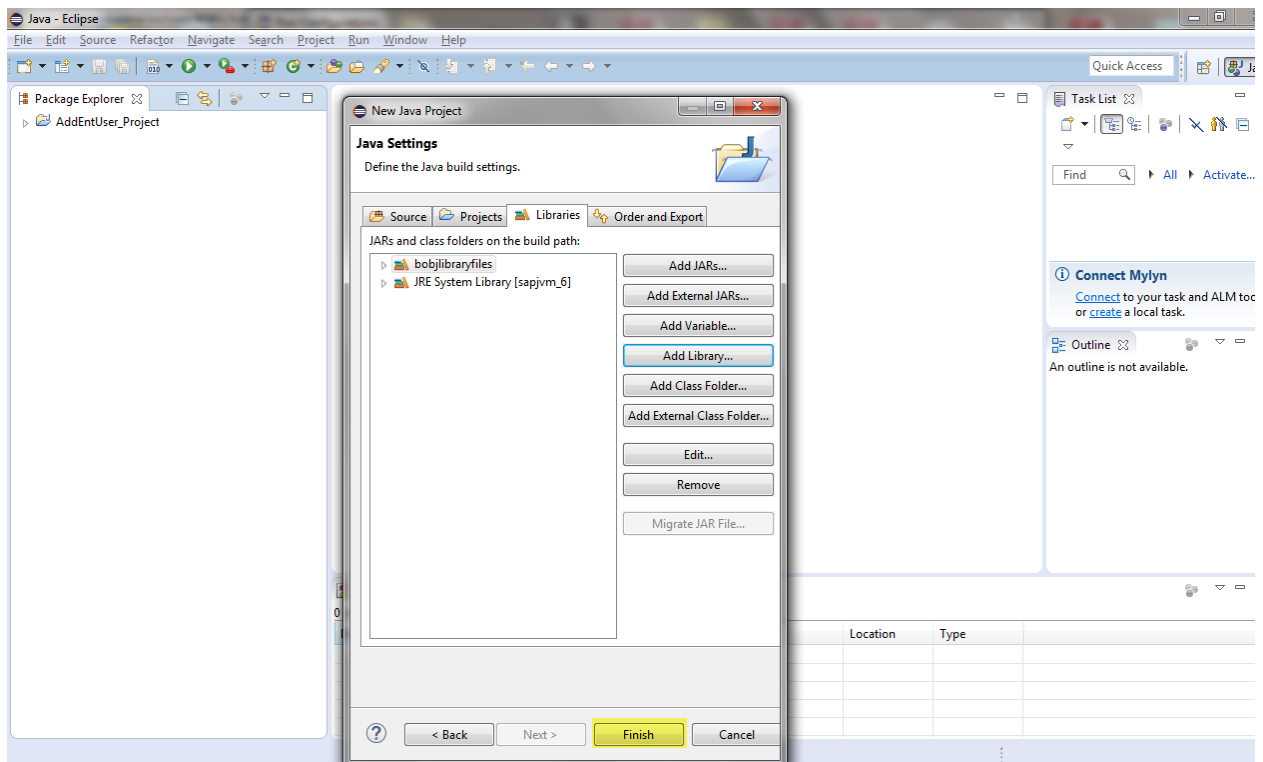 Java - Eclipse
File Edit Source Refactor Navigate Search Project Run Window Help
Quick Access
Package Explorer
AddEntUser_Project
New Java Project
Java Settings
Define the Java build settings.
Source Projects Libraries Order and Export
JARs and class folders on the build path:
bobjlibraryfiles
JRE System Library [sapjvm_6]
Add JARs...
Add External JARs...
Add Variable...
Add Library...
Add Class Folder...
Add External Class Folder...
Edit...
Remove
Migrate JAR File...
< Back Next > Finish Cancel
Task List
Find All Activate...
Connect Mylyn
Connect to your task and ALM too
or create a local task.
Outline
An outline is not available.
0
Location Type